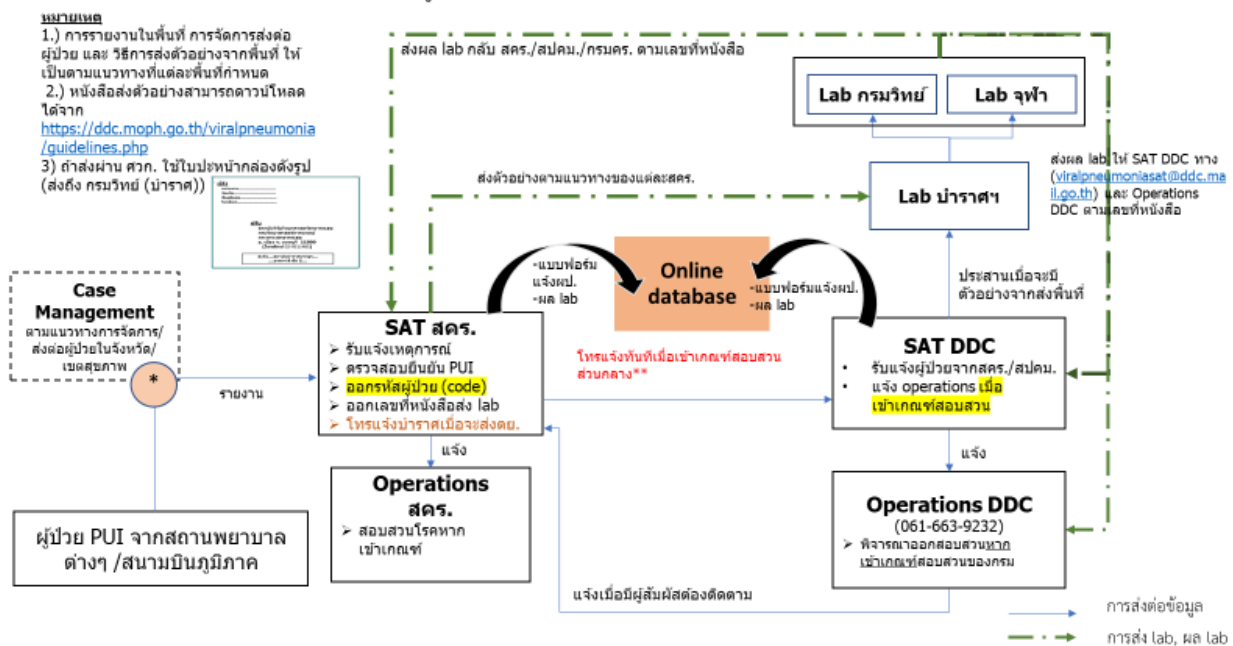 หมายเหตุ
1.) การรายงานในพื้นที่ การจัดการส่งต่อ
ผู้ป่วย และ วิธีการส่งตัวอย่างจากพื้นที่ ให้
เป็นตามแนวทางที่แต่ละพื้นที่กำหนด
2.) หนังสือส่งตัวอย่างสามารถดาวน์โหลด
ได้จาก
https://ddc.moph.go.th/viralpneumonia
/guidelines.php
3) ถ้าส่งผ่าน ศวก. ใช้ใบปะหน้ากล่องดังรูป
(ส่งถึง กรมวิทย์ (บำราศ))
ส่งผล lab กลับ สคร./สปคม./กรมคร. ตามเลขที่หนังสือ
Lab กรมวิทย์
Lab จุฬา
ส่งตัวอย่างตามแนวทางของแต่ละสคร.
Lab บำราศฯ
ส่งผล lab ให้ SAT DDC ทาง
(viralpneumoniasat@ddc.ma
il.go.th) และ Operations
DDC ตามเลขที่หนังสือ
Case
Management
ตามแนวทางการจัดการ/
ส่งต่อผู้ป่วยในจังหวัด/
เขตสุขภาพ
*
รายงาน
-แบบฟอร์ม
แจ้งผป.
-ผล lab
Online
database
-แบบฟอร์มแจ้งผป.
-ผล lab
ประสานเมื่อจะมี
ตัวอย่างจากส่งพื้นที่
SAT สคร.
➢ รับแจ้งเหตุการณ์
➢ ตรวจสอบยืนยัน PUI
➢ ออกรหัสผู้ป่วย (code)
➢ ออกเลขที่หนังสือส่ง lab
➢ โทรแจ้งบำราศเมื่อจะส่งตย.
โทรแจ้งทันทีเมื่อเข้าเกณฑ์สอบสวน
ส่วนกลาง**
SAT DDC
• รับแจ้งผู้ป่วยจากสคร./สปคม.
• แจ้ง operations เมื่อ
เข้าเกณฑ์สอบสวน
แจ้ง
แจ้ง
Operations
สคร.
➢ สอบสวนโรคหาก
เข้าเกณฑ์
Operations DDC
(061-663-9232)
➢ พิจารณาออกสอบสวนหาก
เข้าเกณฑ์สอบสวนของกรม
ผู้ป่วย PUI จากสถานพยาบาล
ต่างๆ /สนามบินภูมิภาค
แจ้งเมื่อมีผู้สัมผัสต้องติดตาม
การส่งต่อข้อมูล
การส่ง lab, ผล lab